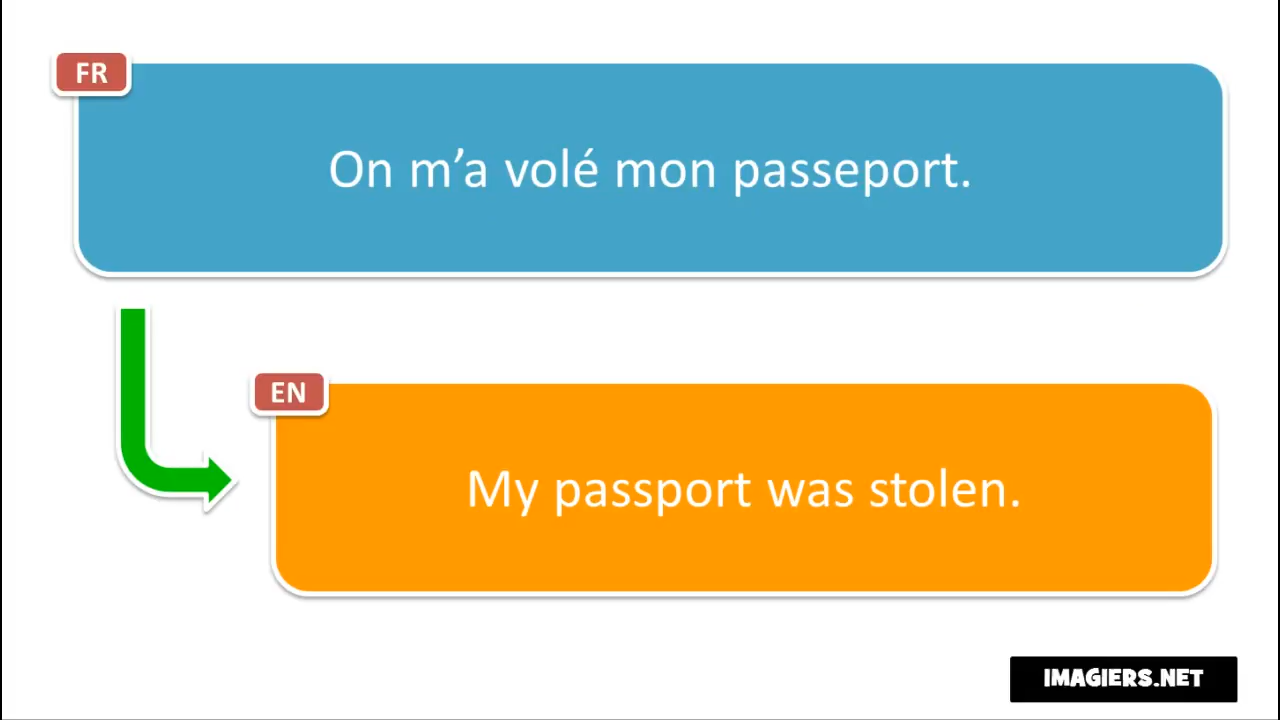 FR
On m’a volé mon passeport.
EN
My passport was stolen.
IMAGIERS.NET